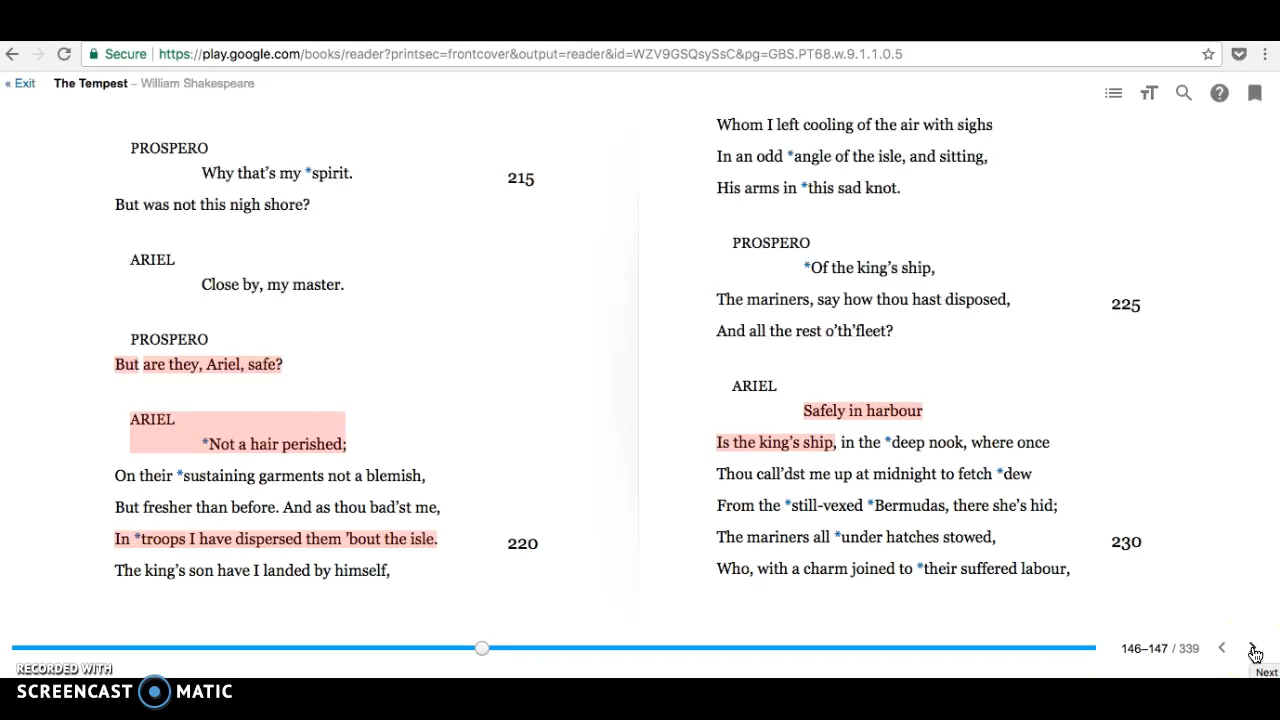 Secure | https://play.google.com/books/reader?printsec=frontcover&output=reader&id=WZV9GSQsySsC&pg=GBS.PT68.w.9.1.1.0.5
« Exit The Tempest – William Shakespeare
PROSPERO
Why that's my *spirit. 215
But was not this nigh shore?
ARIEL
Close by, my master.
PROSPERO
But are they, Ariel, safe?
ARIEL
*Not a hair perished;
On their *sustaining garments not a blemish,
But fresher than before. And as thou bad'st me,
In *troops I have dispersed them 'bout the isle. 220
The king's son have I landed by himself,
Whom I left cooling of the air with sighs
In an odd *angle of the isle, and sitting,
His arms in *this sad knot.
PROSPERO
*Of the king's ship,
The mariners, say how thou hast disposed, 225
And all the rest o'th'fleet?
ARIEL
Safely in harbour
Is the king's ship, in the *deep nook, where once
Thou call'dst me up at midnight to fetch *dew
From the *still-vexed *Bermudas, there she's hid;
The mariners all *under hatches stowed, 230
Who, with a charm joined to *their suffered labour,
146–147 / 339
Next
RECORDED WITH
SCREENCAST MATIC